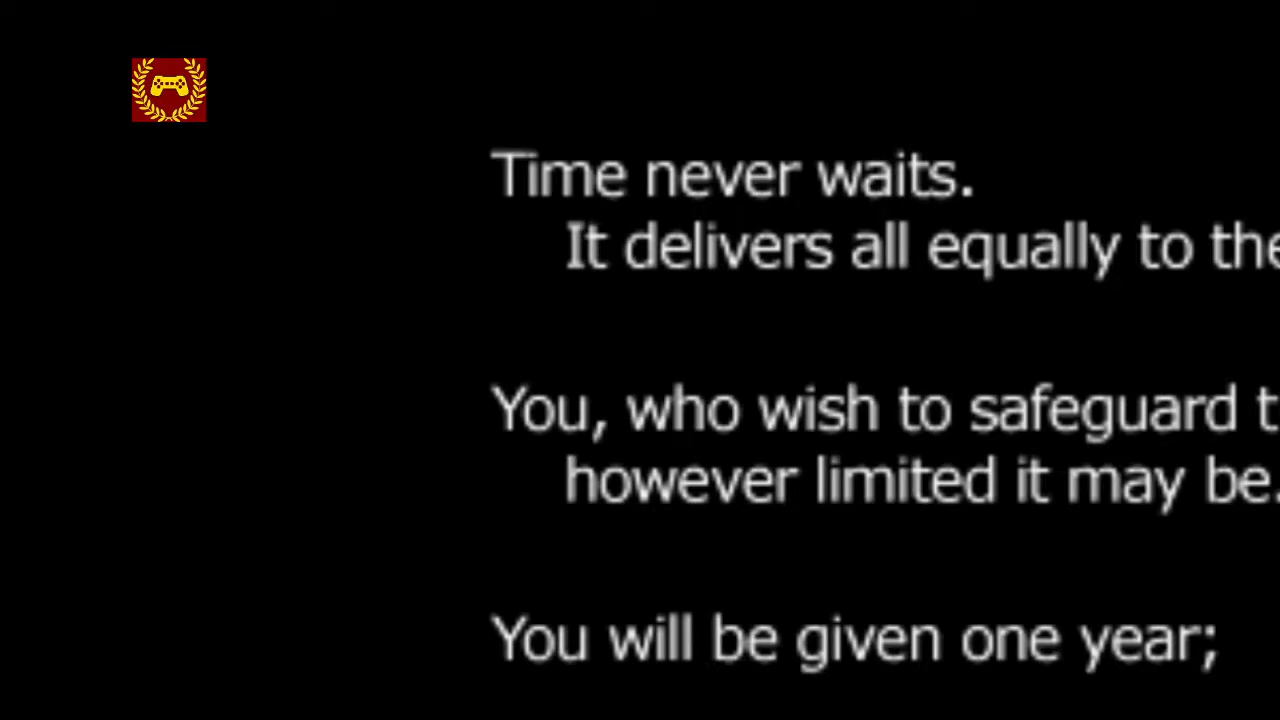 Time never waits.
It delivers all equally to the
You, who wish to safeguard t
however limited it may be.
You will be given one year;